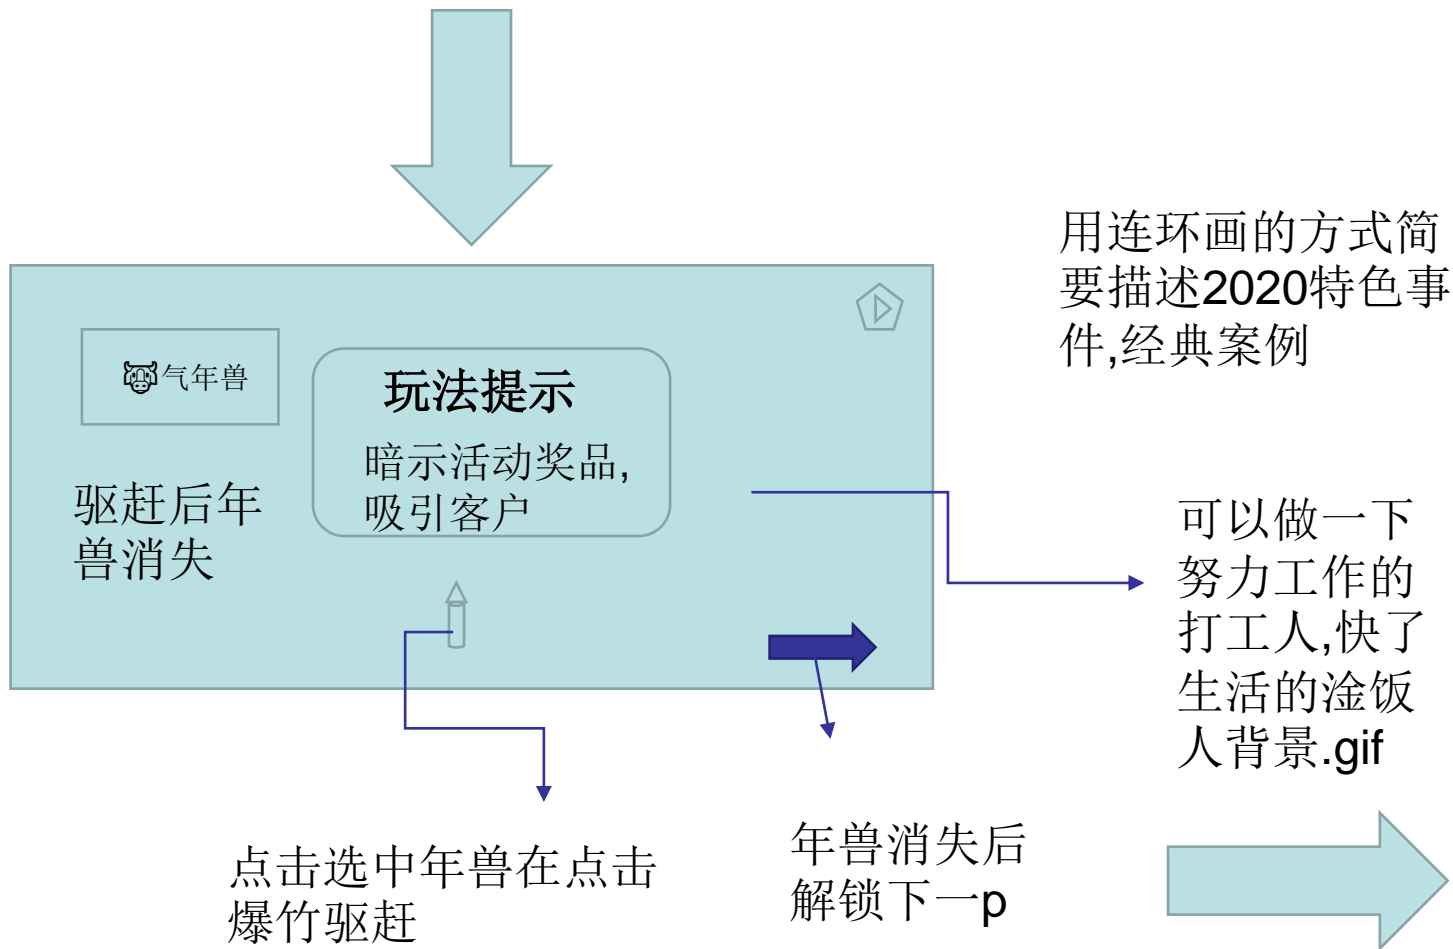 用连环画的方式简
要描述2020特色事
件,经典案例
🐮气年兽
玩法提示
暗示活动奖品,
吸引客户
驱赶后年
兽消失
可以做一下
努力工作的
打工人,快了
生活的淦饭
人背景.gif
点击选中年兽在点击
爆竹驱赶
年兽消失后
解锁下一p